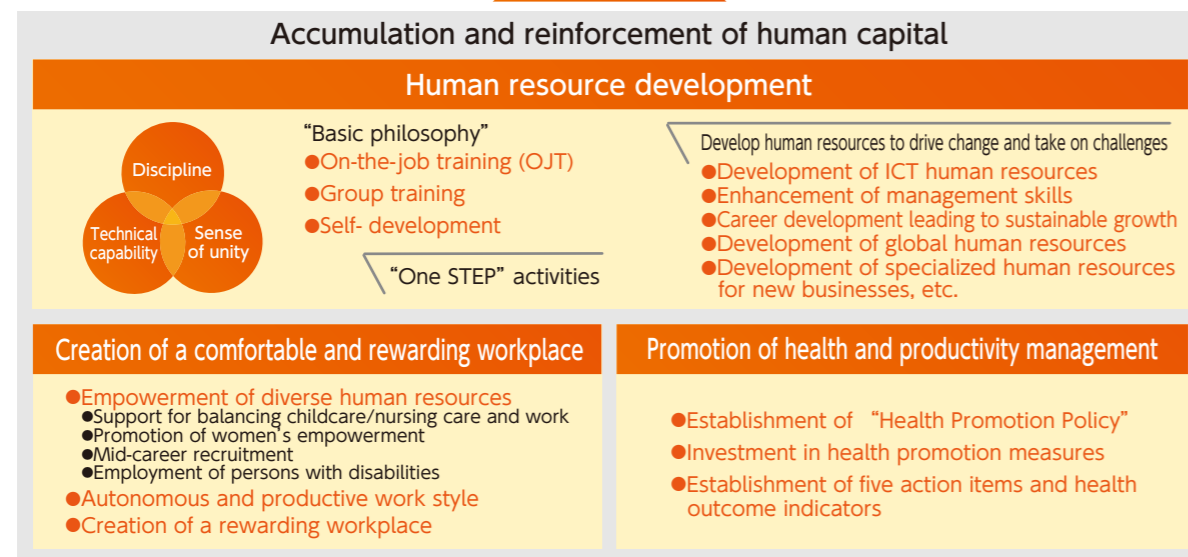 Accumulation and reinforcement of human capital
Human resource development
Discipline
Technical
capability
Sense
of unity
“Basic philosophy”
●On-the-job training (OJT)
●Group training
●Self- development
“One STEP” activities
Develop human resources to drive change and take on challenges
●Development of ICT human resources
●Enhancement of management skills
●Career development leading to sustainable growth
●Development of global human resources
●Development of specialized human resources
for new businesses, etc.
Creation of a comfortable and rewarding workplace
●Empowerment of diverse human resources
●Support for balancing childcare/nursing care and work
●Promotion of women's empowerment
●Mid-career recruitment
●Employment of persons with disabilities
●Autonomous and productive work style
●Creation of a rewarding workplace
Promotion of health and productivity management
●Establishment of “Health Promotion Policy”
●Investment in health promotion measures
●Establishment of five action items and health
outcome indicators